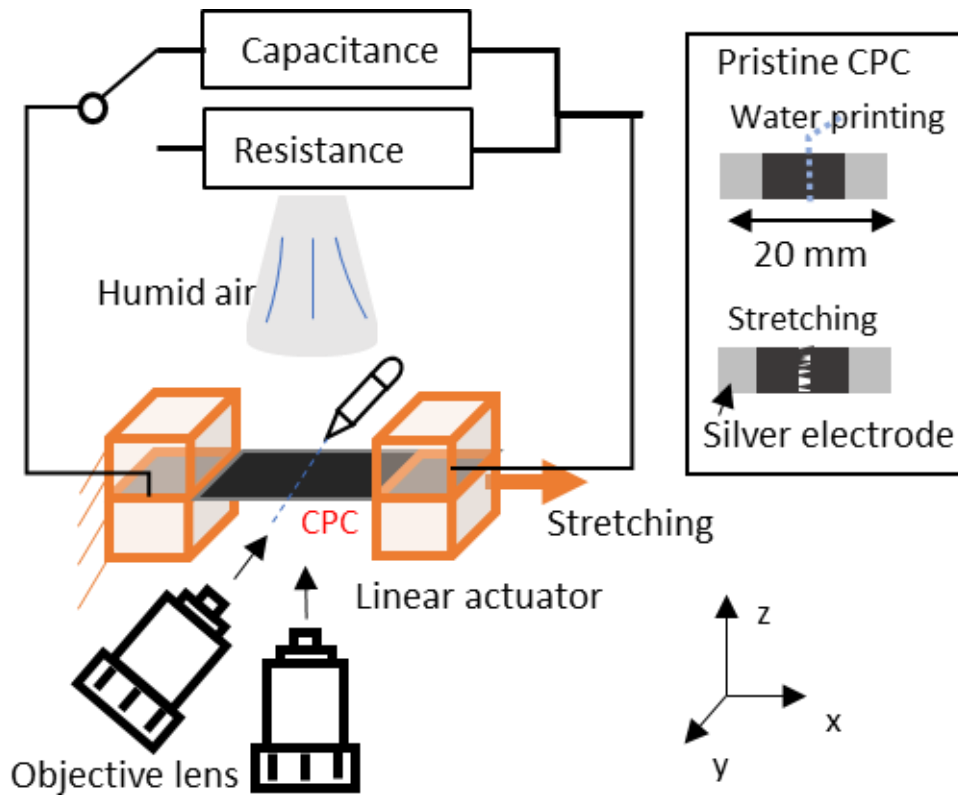 Capacitance
Resistance
Humid air
CPC
Stretching
Linear actuator
Objective lens
Pristine CPC
Water printing
20 mm
Stretching
Silver electrode
z
x
y